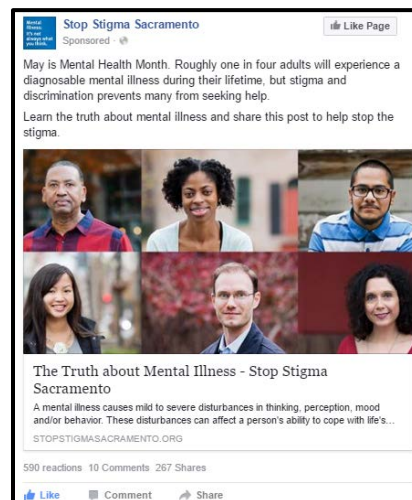 Mental
Illness:
It's not
always what
you think.
Stop Stigma Sacramento
Sponsored ·
Like Page
May is Mental Health Month. Roughly one in four adults will experience a
diagnosable mental illness during their lifetime, but stigma and
discrimination prevents many from seeking help.
Learn the truth about mental illness and share this post to help stop the
stigma.
The Truth about Mental Illness - Stop Stigma
Sacramento
A mental illness causes mild to severe disturbances in thinking, perception, mood
and/or behavior. These disturbances can affect a person's ability to cope with life's...
STOPSTIGMASACRAMENTO.ORG
590 reactions 10 Comments 267 Shares
Like Comment Share